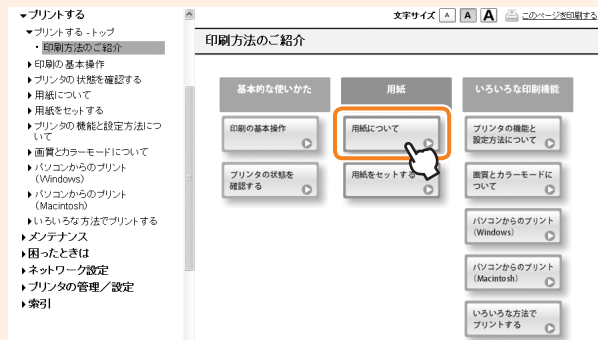 ▼プリントする
▼プリントする - トップ
・印刷方法のご紹介
▶印刷の基本操作
▶プリンタの状態を確認する
▶用紙について
▶用紙をセットする
▶プリンタの機能と設定方法につ
いて
▶画質とカラーモードについて
▶パソコンからのプリント
（Windows）
▶パソコンからのプリント
（Macintosh）
▶いろいろな方法でプリントする
▶メンテナンス
▶困ったときは
▶ネットワーク設定
▶プリンタの管理／設定
▶索引
文字サイズ A A A このページを印刷する
印刷方法のご紹介
基本的な使いかた
印刷の基本操作
プリンタの状態を
確認する
用紙
用紙について
用紙をセットする
いろいろな印刷機能
プリンタの機能と
設定方法について
画質とカラーモードに
ついて
パソコンからのプリント
（Windows）
パソコンからのプリント
（Macintosh）
いろいろな方法で
プリントする